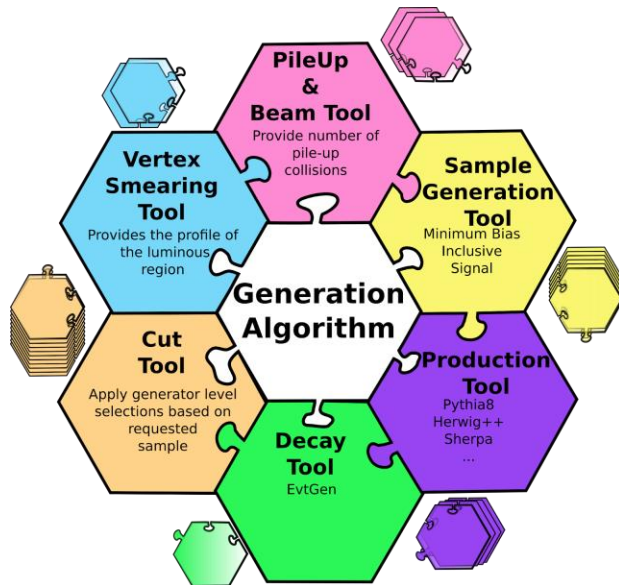 PileUp
&
Beam Tool
Provide number of
pile-up
collisions
Vertex
Smearing
Tool
Provides the profile of
the luminous
region
Sample
Generation
Tool
Minimum Bias
Inclusive
Signal
Generation
Algorithm
Cut
Tool
Apply generator level
selections based on
requested
sample
Production
Tool
Pythia8
Herwig++
Sherpa
...
Decay
Tool
EvtGen